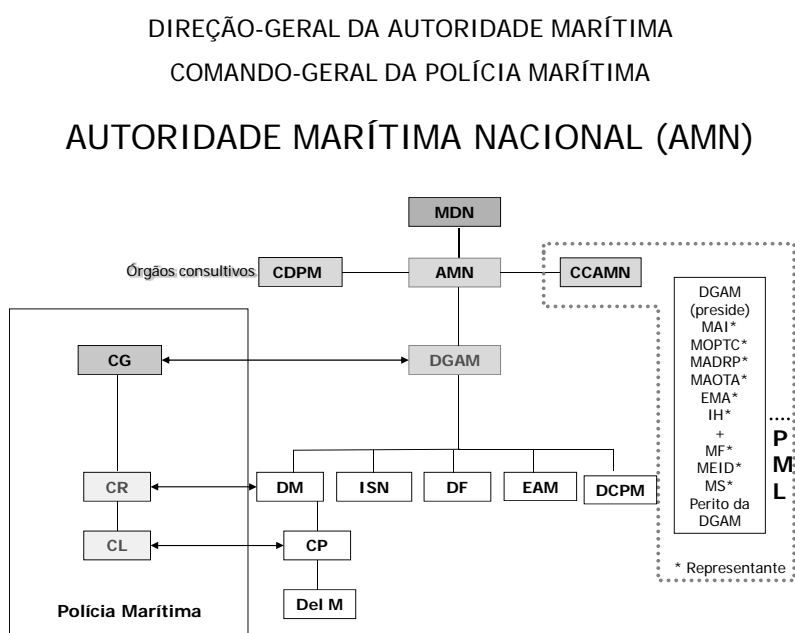 DIREÇÃO-GERAL DA AUTORIDADE MARÍTIMA
COMANDO-GERAL DA POLÍCIA MARÍTIMA
AUTORIDADE MARÍTIMA NACIONAL (AMN)
MDN
Órgãos consultivos CDPM AMN CCAMN
CG DGAM
CR DM ISN DF EAM DCPM
CL CP
Del M
Polícia Marítima
DGAM
(preside)
MAI*
MOPTC*
MADRP*
MAOTA*
EMA*
IH*
+
MF*
MEID*
MS*
Perito da
DGAM
....
P
M
L
* Representante